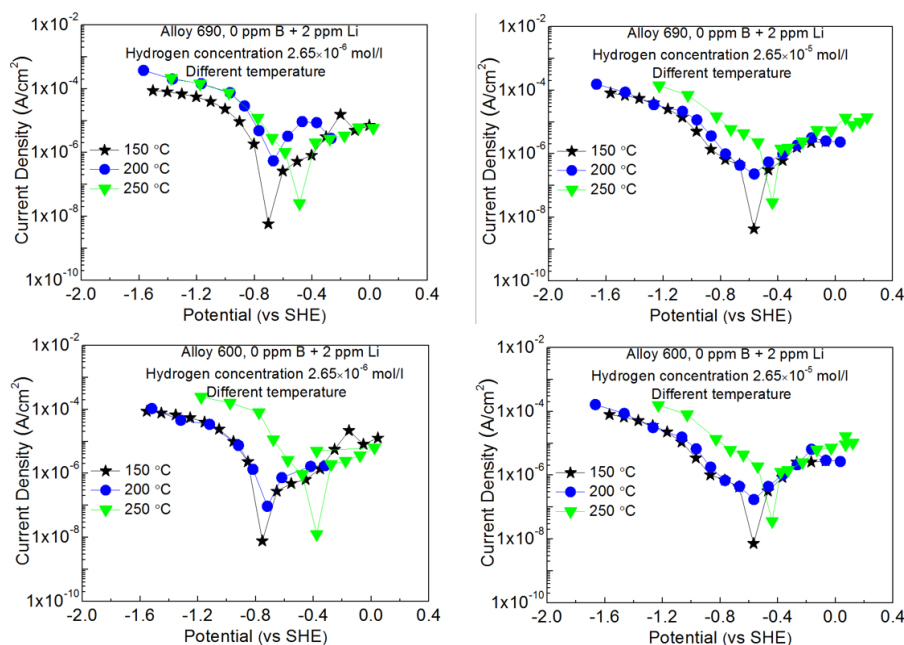 Alloy 690, 0 ppm B + 2 ppm Li
Hydrogen concentration 2.65×10⁻⁶ mol/l
Different temperature
1x10⁻²
1x10⁻⁴
1x10⁻⁶
1x10⁻⁸
1x10⁻¹⁰
Current Density (A/cm²)
150 °C
200 °C
250 °C
-2.0 -1.6 -1.2 -0.8 -0.4 0.0 0.4
Potential (vs SHE)
Alloy 690, 0 ppm B + 2 ppm Li
Hydrogen concentration 2.65×10⁻⁵ mol/l
Different temperature
1x10⁻²
1x10⁻⁴
1x10⁻⁶
1x10⁻⁸
1x10⁻¹⁰
Current Density (A/cm²)
150 °C
200 °C
250 °C
-2.0 -1.6 -1.2 -0.8 -0.4 0.0 0.4
Potential (vs SHE)
Alloy 600, 0 ppm B + 2 ppm Li
Hydrogen concentration 2.65×10⁻⁶ mol/l
Different temperature
1x10⁻²
1x10⁻⁴
1x10⁻⁶
1x10⁻⁸
1x10⁻¹⁰
Current Density (A/cm²)
150 °C
200 °C
250 °C
-2.0 -1.6 -1.2 -0.8 -0.4 0.0 0.4
Potential (vs SHE)
Alloy 600, 0 ppm B + 2 ppm Li
Hydrogen concentration 2.65×10⁻⁵ mol/l
Different temperature
1x10⁻²
1x10⁻⁴
1x10⁻⁶
1x10⁻⁸
1x10⁻¹⁰
Current Density (A/cm²)
150 °C
200 °C
250 °C
-2.0 -1.6 -1.2 -0.8 -0.4 0.0 0.4
Potential (vs SHE)